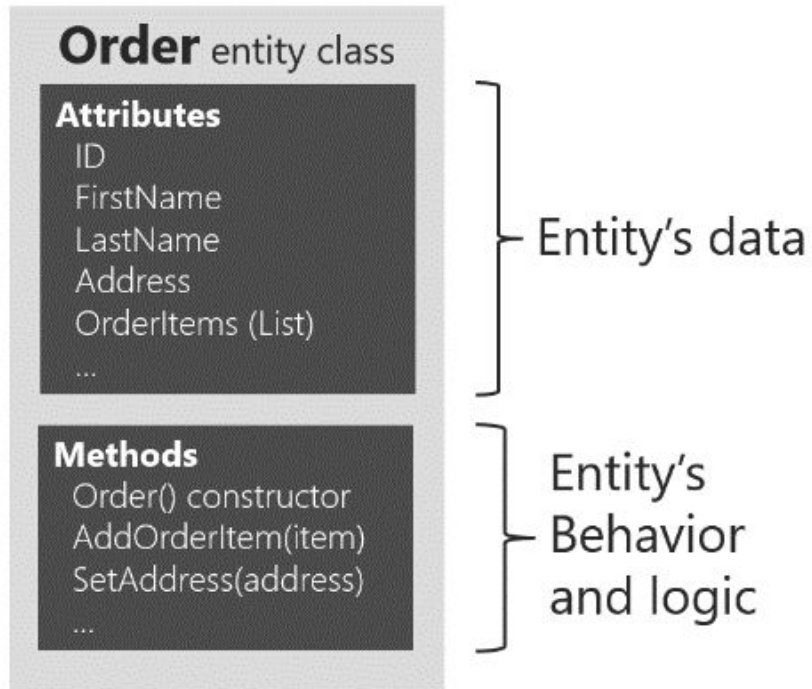 Order entity class
Attributes
ID
FirstName
LastName
Address
OrderItems (List)
...
Entity’s data
Methods
Order() constructor
AddOrderItem(item)
SetAddress(address)
...
Entity’s
Behavior
and logic